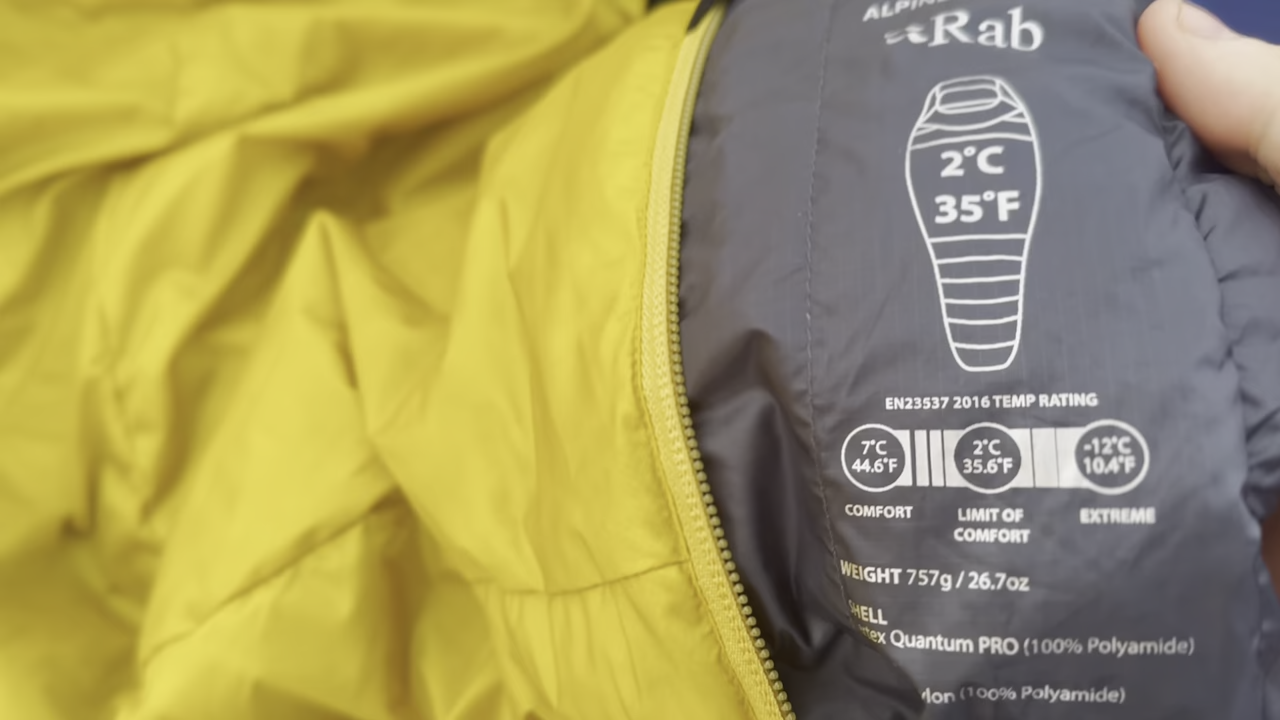 Rab
2°C
35°F
EN23537 2016 TEMP RATING
7°C 2°C -12°C
44.6°F 35.6°F 10.4°F
COMFORT LIMIT OF COMFORT EXTREME
WEIGHT 757g / 26.7oz
SHELL
Quantum PRO (100% Polyamide)
(100% Polyamide)